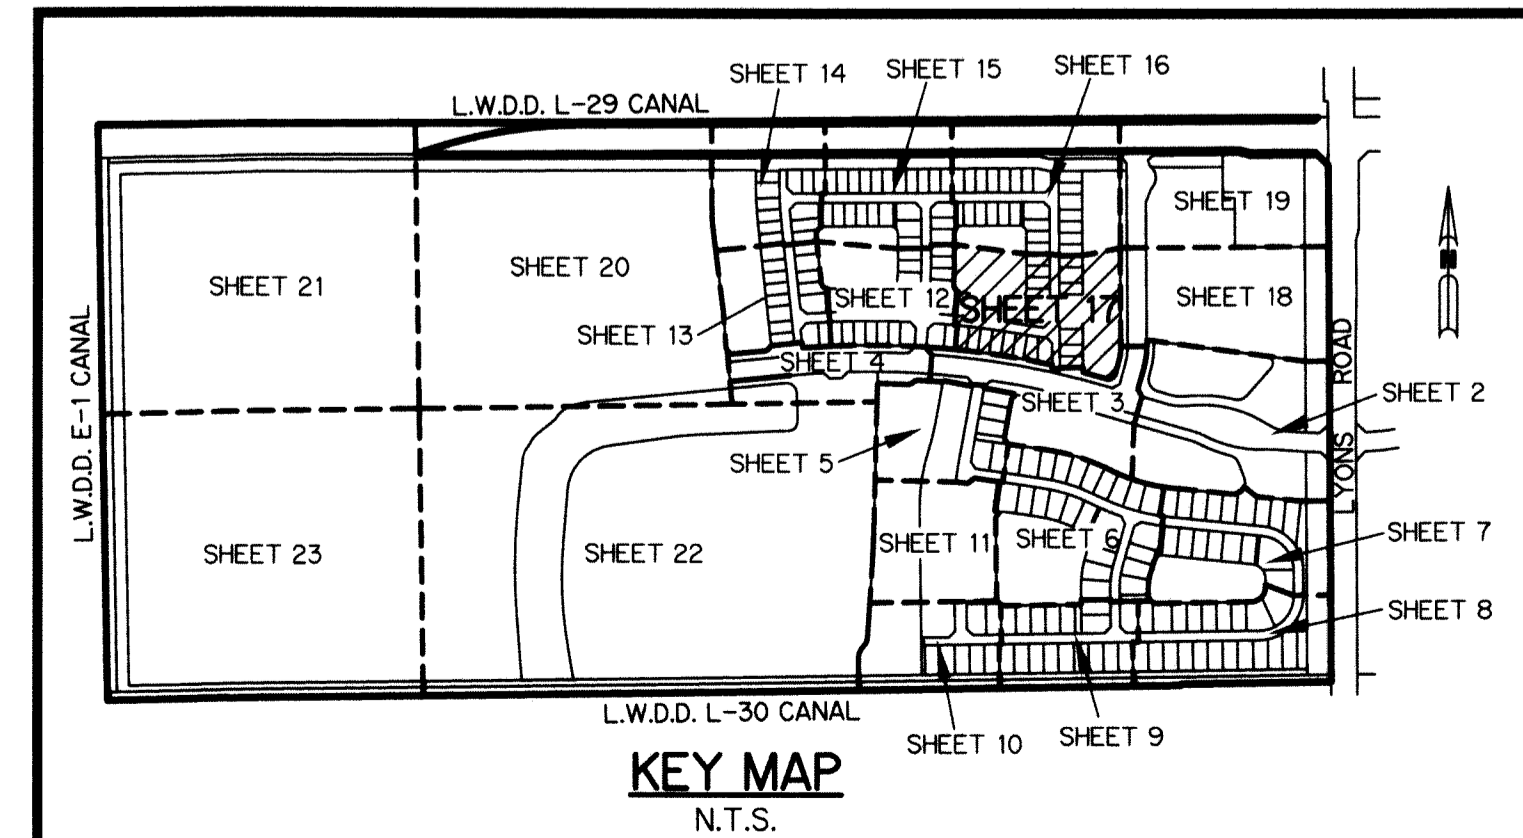 SHEET 14
SHEET 15
SHEET 16
L.W.D.D. L-29 CANAL
SHEET 19
SHEET 20
SHEET 21
SHEET 12
SHEET 17
SHEET 18
N
SHEET 13
SHEET 4
L.W.D.D. E-1 CANAL
LYONS ROAD
SHEET 3
SHEET 2
SHEET 5
SHEET 23
SHEET 22
SHEET 11
SHEET 6
SHEET 7
SHEET 8
L.W.D.D. L-30 CANAL
SHEET 10
SHEET 9
KEY MAP
N.T.S.